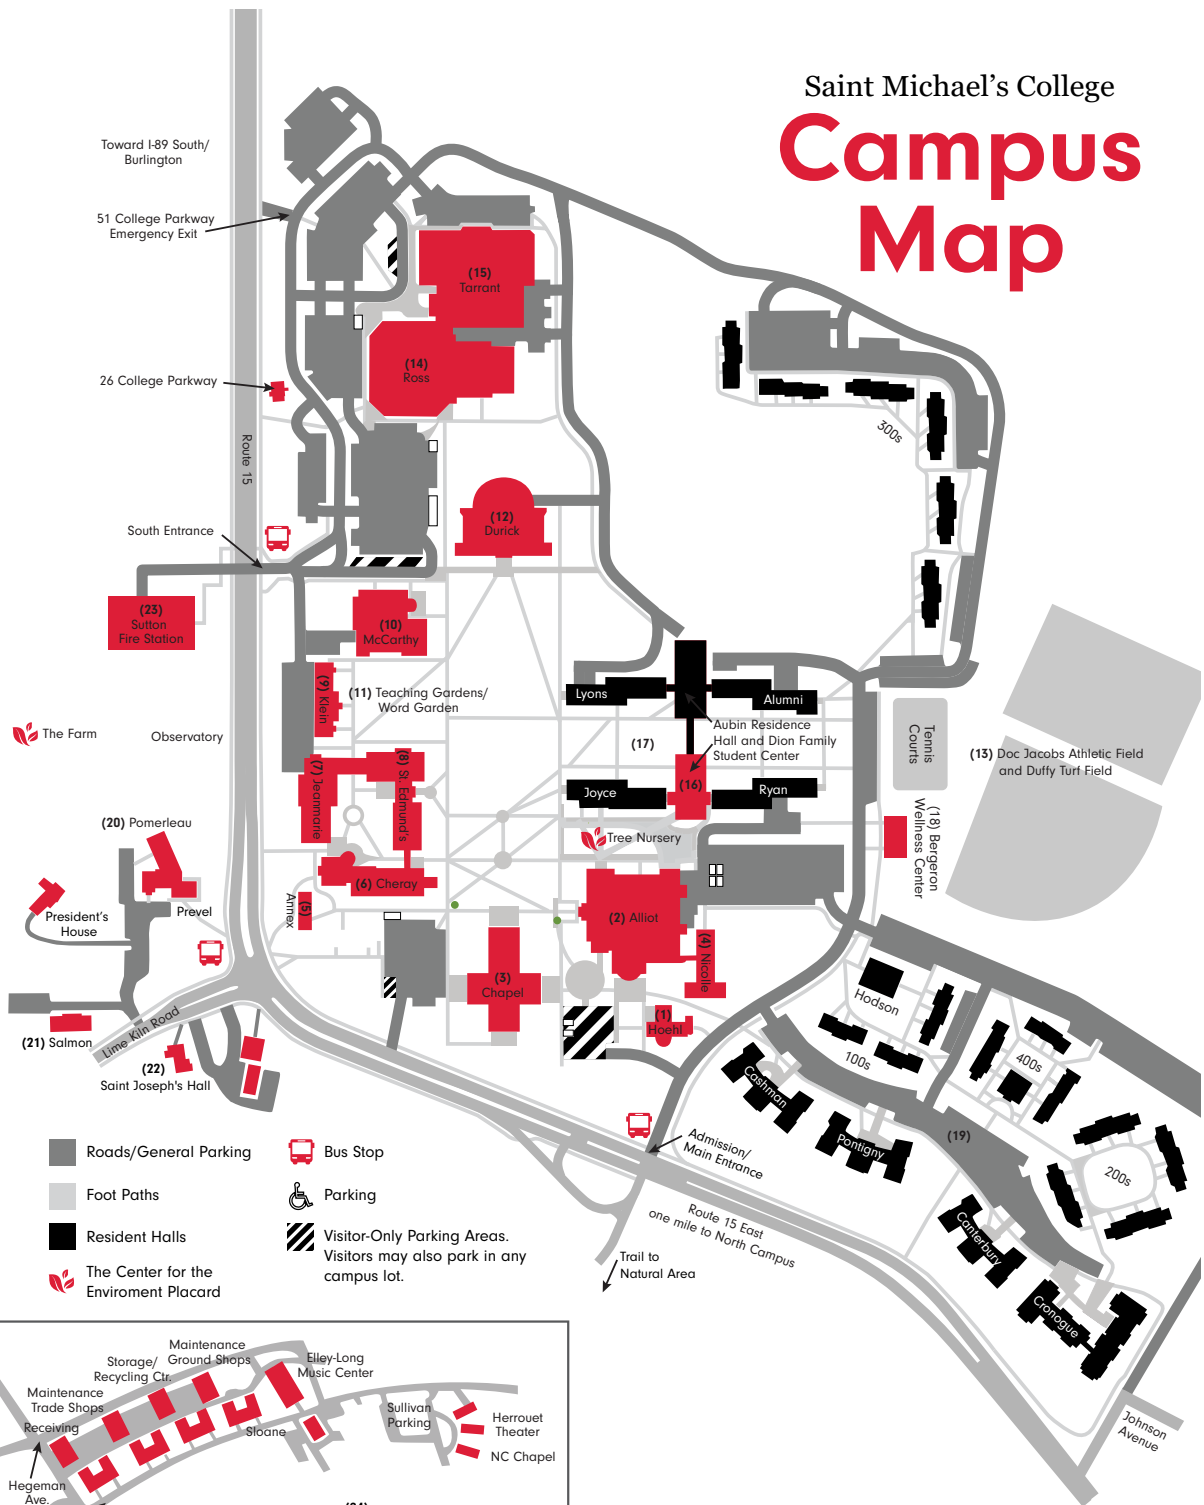 Saint Michael's College
Campus
Map
Toward I-89 South/
Burlington
51 College Parkway
Emergency Exit
(15)
Tarrant
(14)
Ross
26 College Parkway
300s
Route 15
(12)
Durick
South Entrance
(23)
Sutton
Fire Station
(10)
McCarthy
(9) Klein
(11) Teaching Gardens/
Word Garden
Lyons
Alumni
Aubin Residence
Hall and Dion Family
Student Center
(17)
(16)
Tennis
Courts
(13) Doc Jacobs Athletic Field
and Duffy Turf Field
The Farm
Observatory
(7) Jeanmarie
(8) St. Edmund's
Joyce
Ryan
Tree Nursery
(18) Bergeron
Wellness Center
(20) Pomerleau
(6) Cheray
Prevel
President's
House
(5)
Annex
(2) Alliot
(4) Nicolle
(3)
Chapel
(1)
Hoehl
Hodson
100s
400s
(21) Salmon
Lime Kiln Road
(22)
Saint Joseph's Hall
Cashman
Pontigny
(19)
200s
Canterbury
Cronogue
Admission/
Main Entrance
Route 15 East
one mile to North Campus
Trail to
Natural Area
Johnson
Avenue
Roads/General Parking
Foot Paths
Resident Halls
The Center for the
Enviroment Placard
Bus Stop
Parking
Visitor-Only Parking Areas.
Visitors may also park in any
campus lot.
Maintenance
Ground Shops
Storage/
Recycling Ctr.
Maintenance
Trade Shops
Receiving
Elley-Long
Music Center
Sloane
Sullivan
Parking
Herrouet
Theater
NC Chapel
Hegeman
Ave.